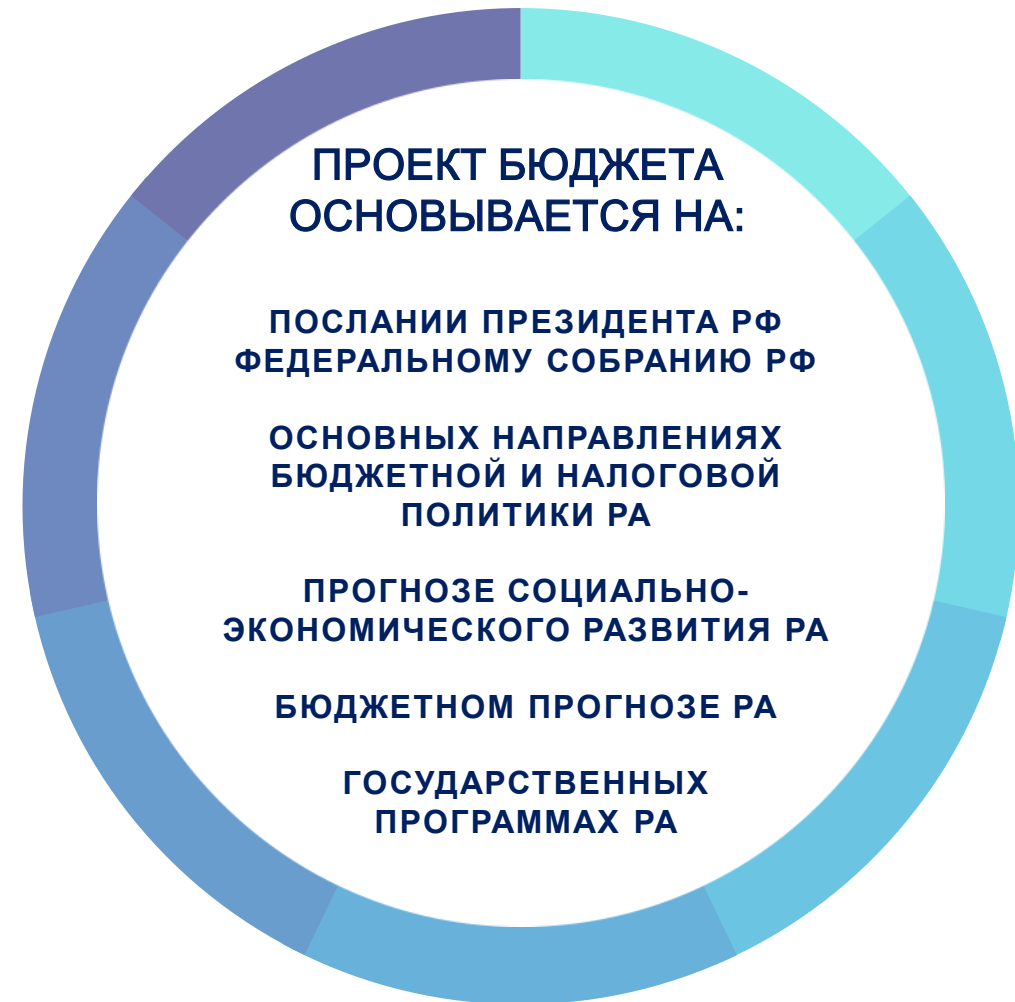 ПРОЕКТ БЮДЖЕТА
ОСНОВЫВАЕТСЯ НА:
ПОСЛАНИИ ПРЕЗИДЕНТА РФ
ФЕДЕРАЛЬНОМУ СОБРАНИЮ РФ
ОСНОВНЫХ НАПРАВЛЕНИЯХ
БЮДЖЕТНОЙ И НАЛОГОВОЙ
ПОЛИТИКИ РА
ПРОГНОЗЕ СОЦИАЛЬНО-
ЭКОНОМИЧЕСКОГО РАЗВИТИЯ РА
БЮДЖЕТНОМ ПРОГНОЗЕ РА
ГОСУДАРСТВЕННЫХ
ПРОГРАММАХ РА